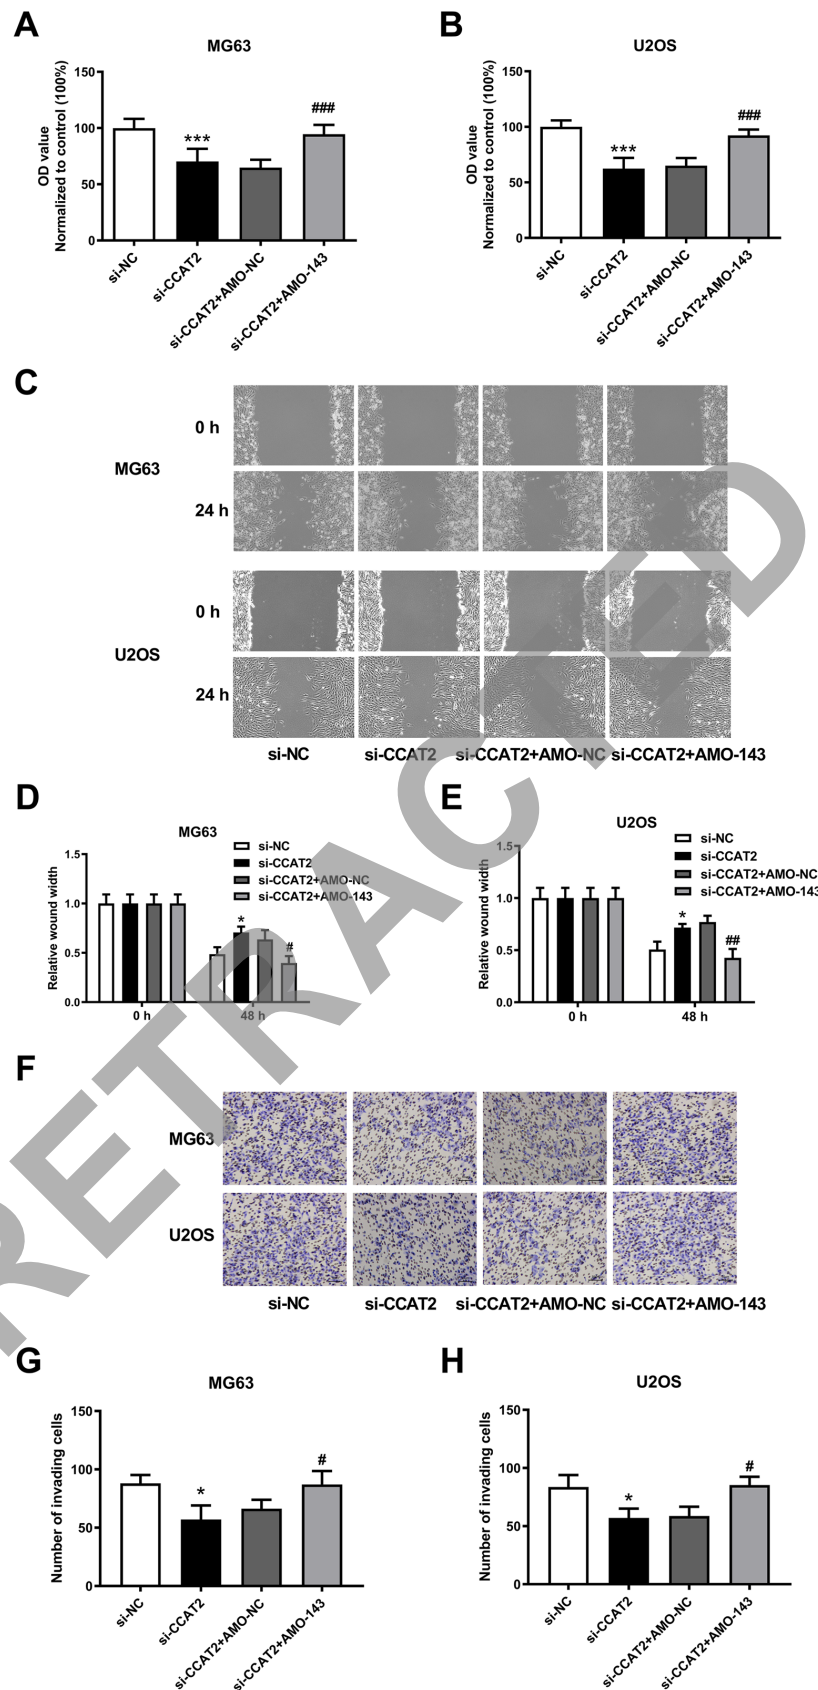 A
MG63
OD value
Normalized to control (100%)
150
100
50
0
***
###
si-NC
si-CCAT2
si-CCAT2+AMO-NC
si-CCAT2+AMO-143
B
U2OS
OD value
Normalized to control (100%)
150
100
50
0
***
###
si-NC
si-CCAT2
si-CCAT2+AMO-NC
si-CCAT2+AMO-143
C
MG63
0 h
24 h
U2OS
0 h
24 h
si-NC
si-CCAT2
si-CCAT2+AMO-NC
si-CCAT2+AMO-143
D
MG63
si-NC
si-CCAT2
si-CCAT2+AMO-NC
si-CCAT2+AMO-143
Relative wound width
1.5
1.0
0.5
0.0
*
#
0 h
48 h
E
U2OS
si-NC
si-CCAT2
si-CCAT2+AMO-NC
si-CCAT2+AMO-143
Relative wound width
1.5
1.0
0.5
0.0
*
##
0 h
48 h
F
MG63
U2OS
si-NC
si-CCAT2
si-CCAT2+AMO-NC
si-CCAT2+AMO-143
G
MG63
Number of invading cells
150
100
50
0
*
#
si-NC
si-CCAT2
si-CCAT2+AMO-NC
si-CCAT2+AMO-143
H
U2OS
Number of invading cells
150
100
50
0
*
#
si-NC
si-CCAT2
si-CCAT2+AMO-NC
si-CCAT2+AMO-143
RETRACTED